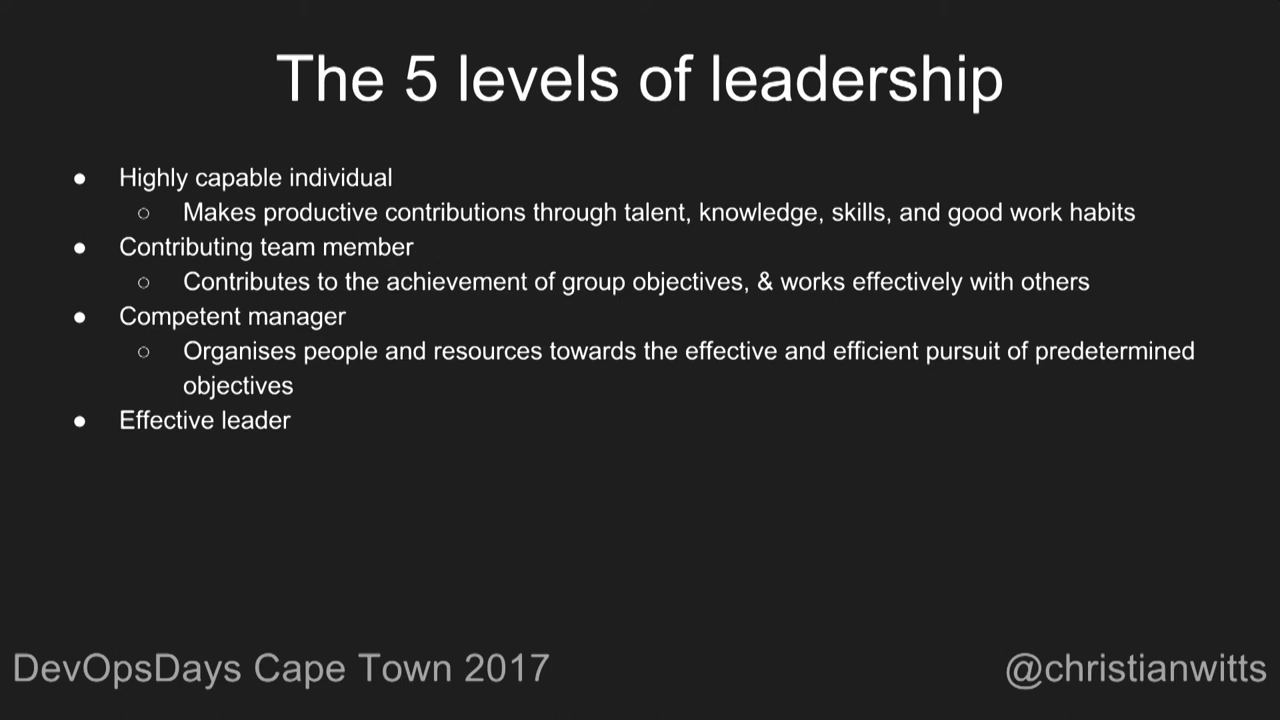 The 5 levels of leadership
● Highly capable individual
○ Makes productive contributions through talent, knowledge, skills, and good work habits
● Contributing team member
○ Contributes to the achievement of group objectives, & works effectively with others
● Competent manager
○ Organises people and resources towards the effective and efficient pursuit of predetermined
objectives
● Effective leader
DevOpsDays Cape Town 2017
@christianwitts